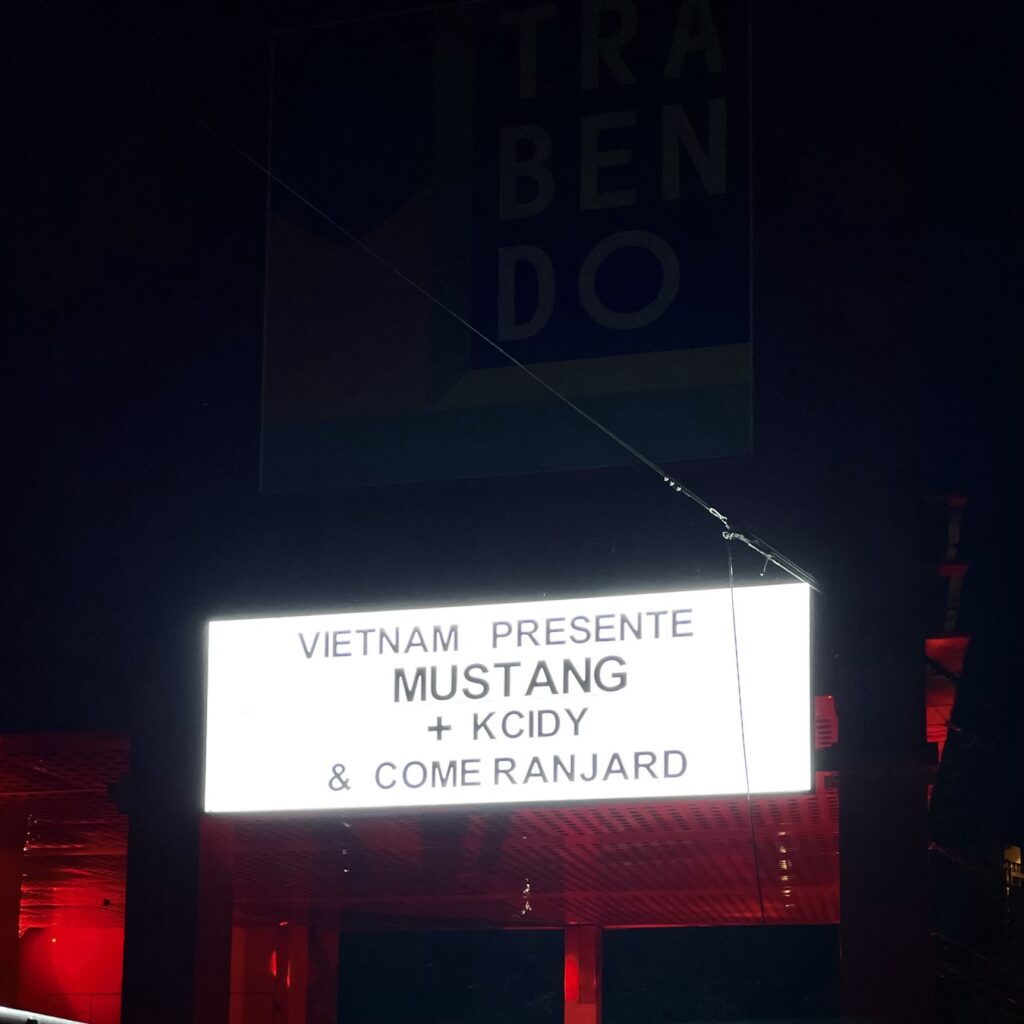 TRA
BEN
DO
VIETNAM PRESENTE
MUSTANG
+ KCIDY
& COME RANJARD